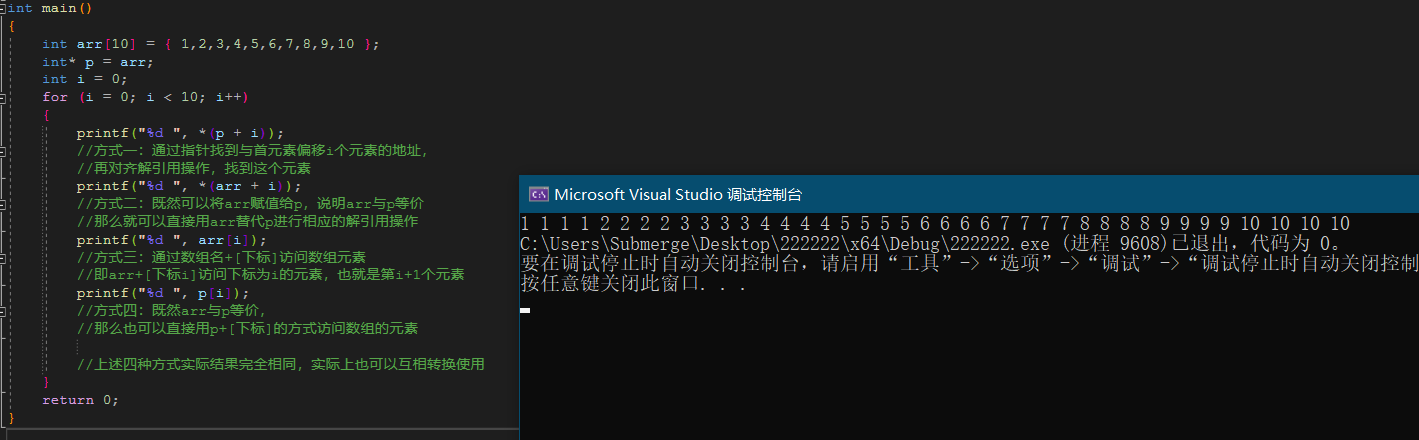 int main()
{
int arr[10] = { 1,2,3,4,5,6,7,8,9,10 };
int* p = arr;
int i = 0;
for (i = 0; i < 10; i++)
{
printf("%d ", *(p + i));
//方式一：通过指针找到与首元素偏移i个元素的地址，
//再对齐解引用操作，找到这个元素
printf("%d ", *(arr + i));
//方式二：既然可以将arr赋值给p，说明arr与p等价
//那么就可以直接用arr替代p进行相应的解引用操作
printf("%d ", arr[i]);
//方式三：通过数组名+[下标]访问数组元素
//即arr+[下标i]访问下标为i的元素，也就是第i+1个元素
printf("%d ", p[i]);
//方式四：既然arr与p等价，
//那么也可以直接用p+[下标]的方式访问数组的元素
//上述四种方式实际结果完全相同，实际上也可以互相转换使用
}
return 0;
}
Microsoft Visual Studio 调试控制台
1 1 1 1 2 2 2 2 3 3 3 3 4 4 4 4 5 5 5 5 6 6 6 6 7 7 7 7 8 8 8 8 9 9 9 9 10 10 10 10
C:\Users\Submerge\Desktop\222222\x64\Debug\222222.exe (进程 9608)已退出，代码为 0。
要在调试停止时自动关闭控制台，请启用“工具”->“选项”->“调试”->“调试停止时自动关闭控制
按任意键关闭此窗口. . .